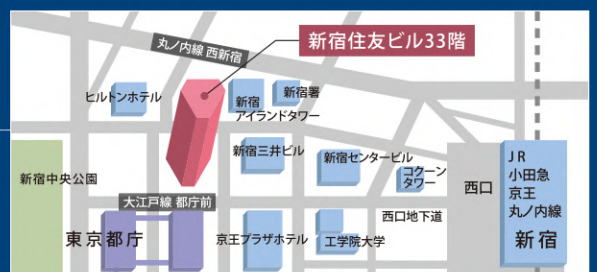 丸ノ内線 西新宿
新宿住友ビル33階
ヒルトンホテル
新宿
アイランドタワー
新宿署
新宿三井ビル
新宿センタービル
コクーン
タワー
新宿中央公園
大江戸線 都庁前
東京都庁
京王プラザホテル
工学院大学
西口地下道
西口
JR
小田急
京王
丸ノ内線
新宿